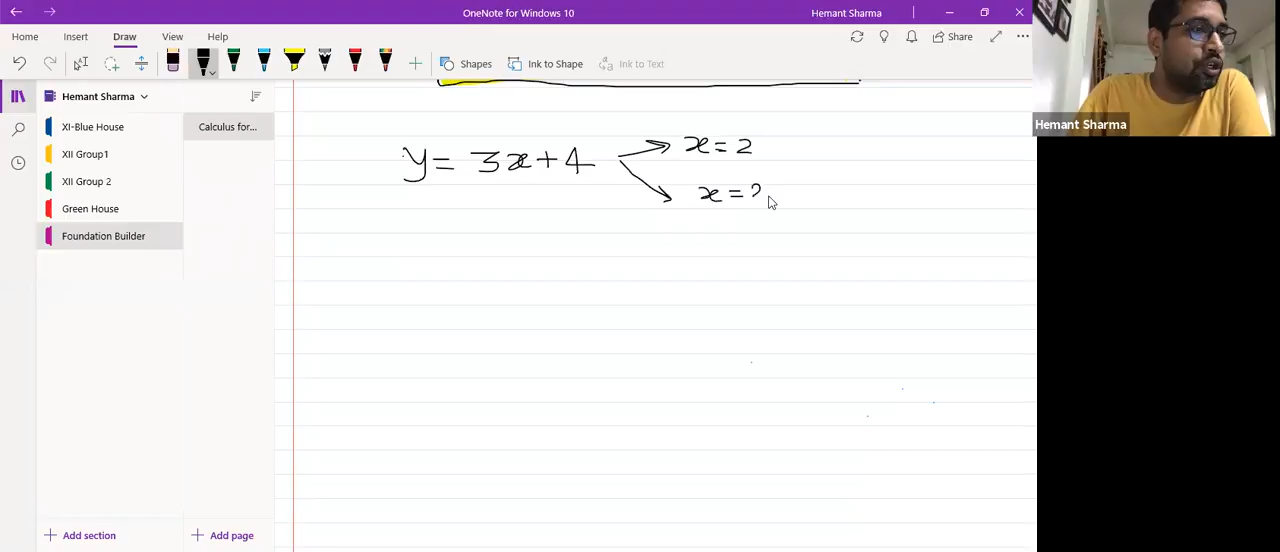 OneNote for Windows 10
Hemant Sharma
Home Insert Draw View Help
Share
Shapes
Ink to Shape
Ink to Text
Hemant Sharma
XI-Blue House
XII Group1
XII Group 2
Green House
Foundation Builder
Calculus for...
y = 3x + 4
x = 2
x =
Hemant Sharma
Add section
Add page